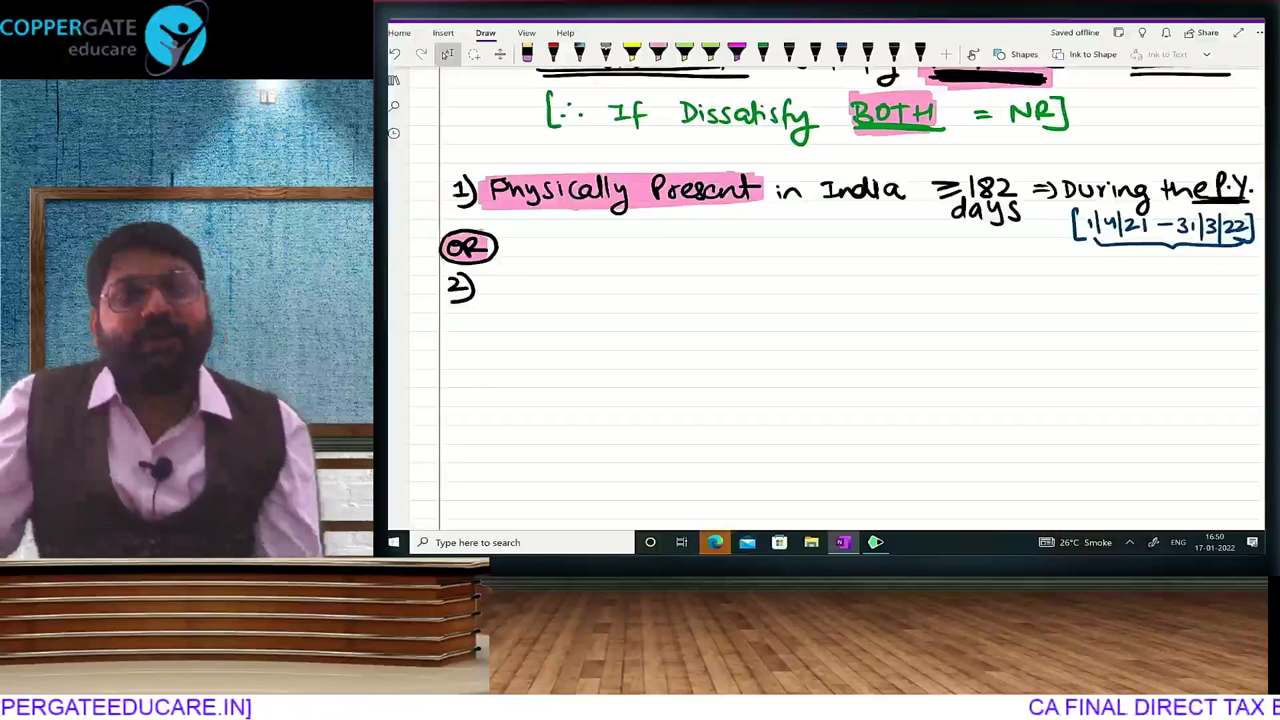 COPPERGATE
educare
Home Insert Draw View Help
Saved offline
Share
Shapes
Ink to Shape
Ink to Text
[∴ If Dissatisfy BOTH = NR]
1) Physically Present in India ≥182 days ⇒ During the P.Y.
[1/4/21 - 31/3/22]
OR
2)
Type here to search
26°C Smoke
ENG
16:50
17-01-2022
PERGATEEDUCARE.IN]
CA FINAL DIRECT TAX E